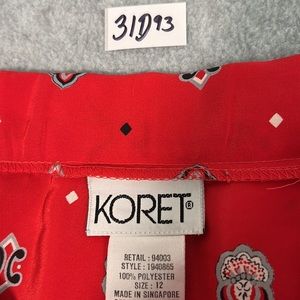 31D93
KORET®
RETAIL : 94003
STYLE : 1940865
100% POLYESTER
SIZE : 12
MADE IN SINGAPORE